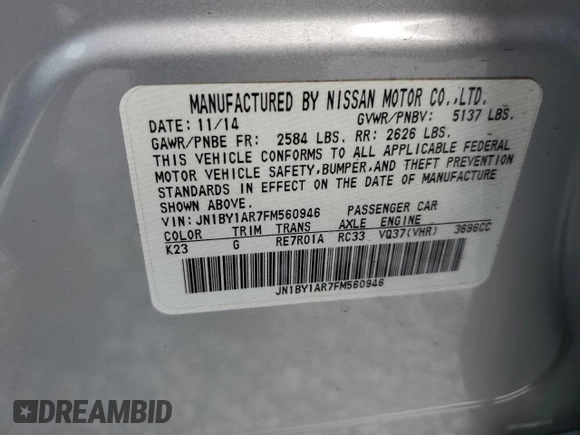 MANUFACTURED BY NISSAN MOTOR CO.,LTD.
DATE: 11/14 GVWR/PNBV: 5137 LBS.
GAWR/PNBE FR: 2584 LBS. RR: 2626 LBS.
THIS VEHICLE CONFORMS TO ALL APPLICABLE FEDERAL
MOTOR VEHICLE SAFETY,BUMPER,AND THEFT PREVENTION
STANDARDS IN EFFECT ON THE DATE OF MANUFACTURE
SHOWN ABOVE.
VIN: JN1BY1AR7FM560946 PASSENGER CAR
COLOR TRIM TRANS AXLE ENGINE
K23 G RE7R01A RC33 VQ37(VHR) 3696CC
JN1BY1AR7FM560946
DREAMBID